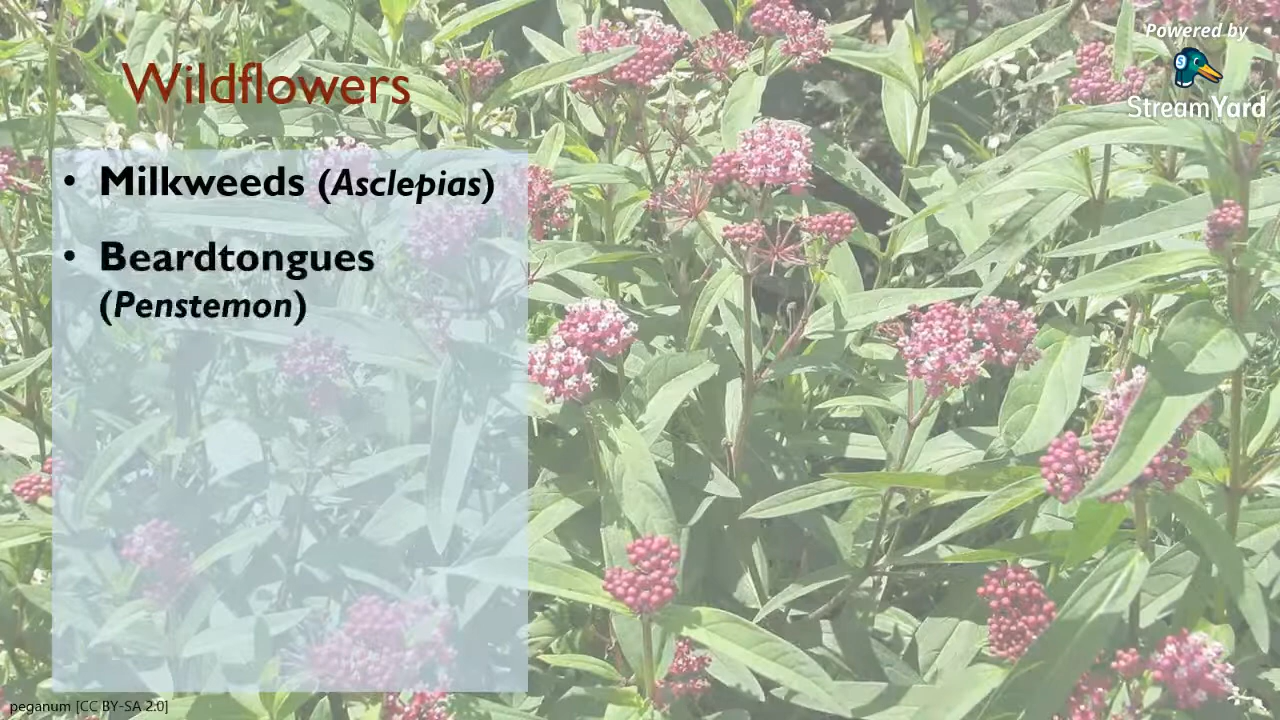 Powered by
StreamYard
Wildflowers
• Milkweeds (Asclepias)
• Beardtongues
(Penstemon)
peganum [CC BY-SA 2.0]